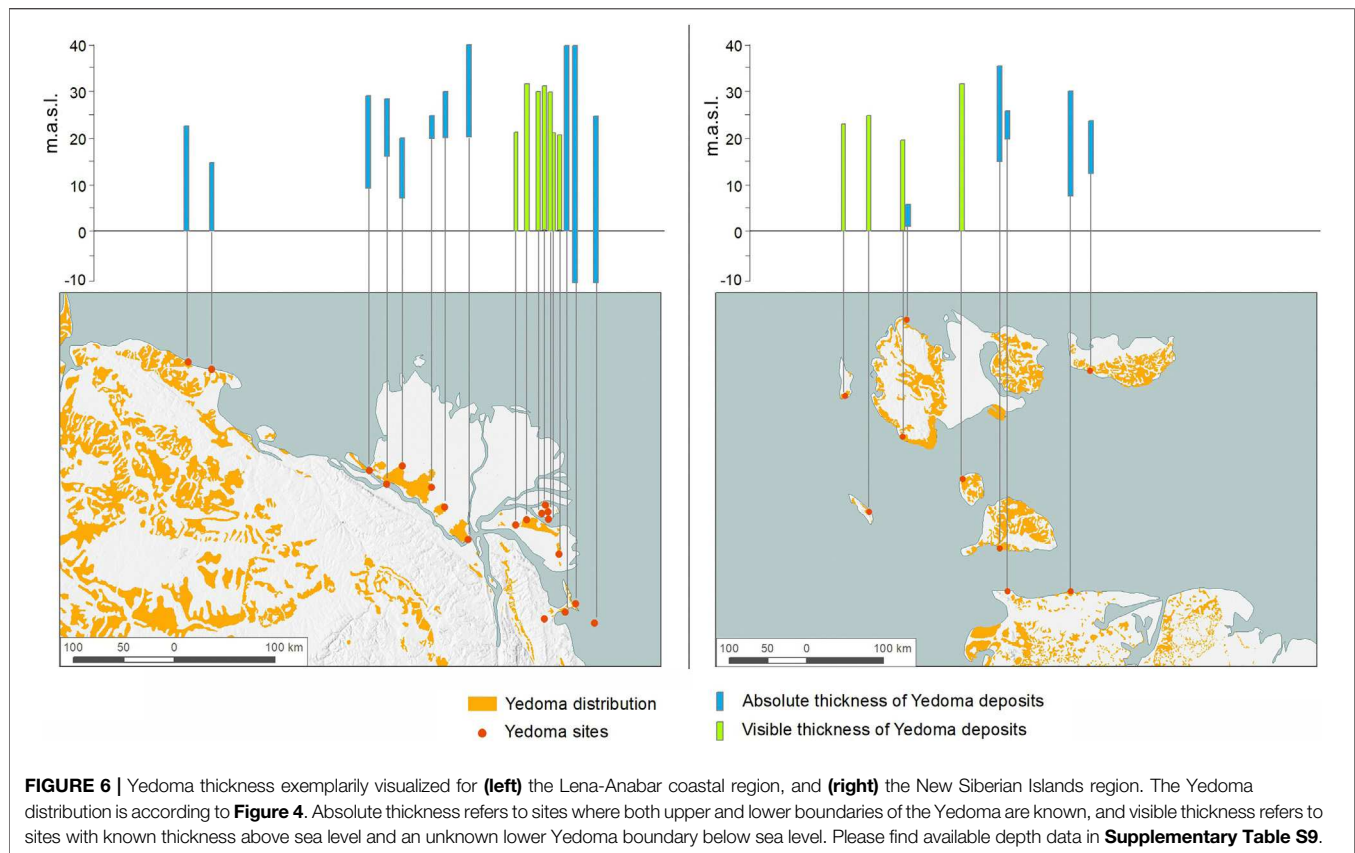 40
30
20
10
0
-10
m.a.s.l.
100 50 0 100 km
40
30
20
10
0
-10
m.a.s.l.
100 50 0 100 km
Yedoma distribution
Yedoma sites
Absolute thickness of Yedoma deposits
Visible thickness of Yedoma deposits
FIGURE 6 | Yedoma thickness exemplarily visualized for (left) the Lena-Anabar coastal region, and (right) the New Siberian Islands region. The Yedoma
distribution is according to Figure 4. Absolute thickness refers to sites where both upper and lower boundaries of the Yedoma are known, and visible thickness refers to
sites with known thickness above sea level and an unknown lower Yedoma boundary below sea level. Please find available depth data in Supplementary Table S9.